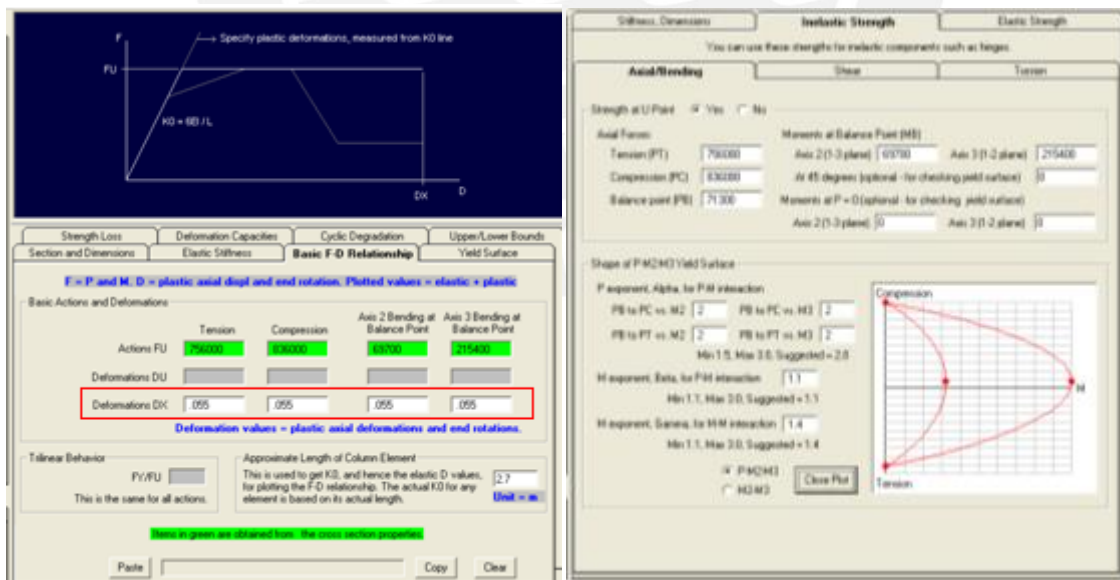 F
Specify plastic deformations, measured from K0 line
FU
K0 = 6B / L
DX
D
Strength Loss
Deformation Capacities
Cyclic Degradation
Upper/Lower Bounds
Section and Dimensions
Elastic Stiffness
Basic F-D Relationship
Yield Surface
F = P and M. D = plastic axial displ and end rotation. Plotted values = elastic + plastic
Basic Actions and Deformations
Tension
Compression
Axis 2 Bending at Balance Point
Axis 3 Bending at Balance Point
Actions FU
756000
836000
69700
215400
Deformations DU
Deformations DX
.055
.055
.055
.055
Deformation values = plastic axial deformations and end rotations.
Trilinear Behavior
FY/FU
This is the same for all actions.
Approximate Length of Column Element
This is used to get K0, and hence the elastic D values,
for plotting the F-D relationship. The actual K0 for any
element is based on its actual length.
2.7
Unit = m
Items in green are obtained from the cross section properties.
Paste
Copy
Clear
Stiffness, Dimensions
Inelastic Strength
Elastic Strength
You can use these strengths for inelastic components such as hinges.
Axial/Bending
Shear
Torsion
Strength at U Point
Yes
No
Axial Forces
Tension (PT)
756000
Compression (PC)
836000
Balance point (PB)
71300
Moments at Balance Point (MB)
Axis 2 (1-3 plane)
69700
Axis 3 (1-2 plane)
215400
At 45 degrees (optional - for checking yield surface)
0
Moments at P = 0 (optional - for checking yield surface)
Axis 2 (1-3 plane)
0
Axis 3 (1-2 plane)
0
Shape of P-M2-M3 Yield Surface
P exponent, Alpha, for P-M interaction
PB to PC vs. M2
2
PB to PC vs. M3
2
PB to PT vs. M2
2
PB to PT vs. M3
2
Min 1.5, Max 3.0, Suggested = 2.0
M exponent, Beta, for P-M interaction
1.1
Min 1.1, Max 3.0, Suggested = 1.1
M exponent, Gamma, for M-M interaction
1.4
Min 1.1, Max 3.0, Suggested = 1.4
P-M2-M3
M2-M3
Close Plot
Compression
M
Tension